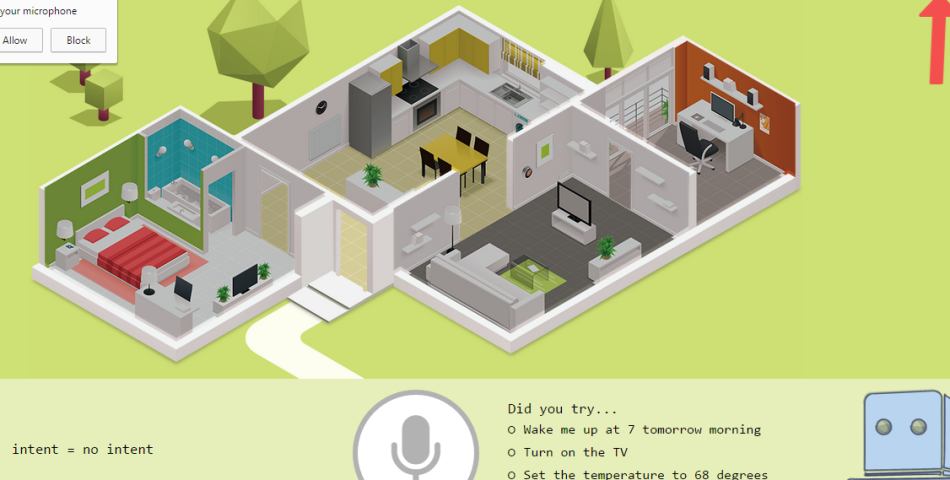 your microphone
Allow
Block
intent = no intent
Did you try...
Wake me up at 7 tomorrow morning
Turn on the TV
Set the temperature to 68 degrees